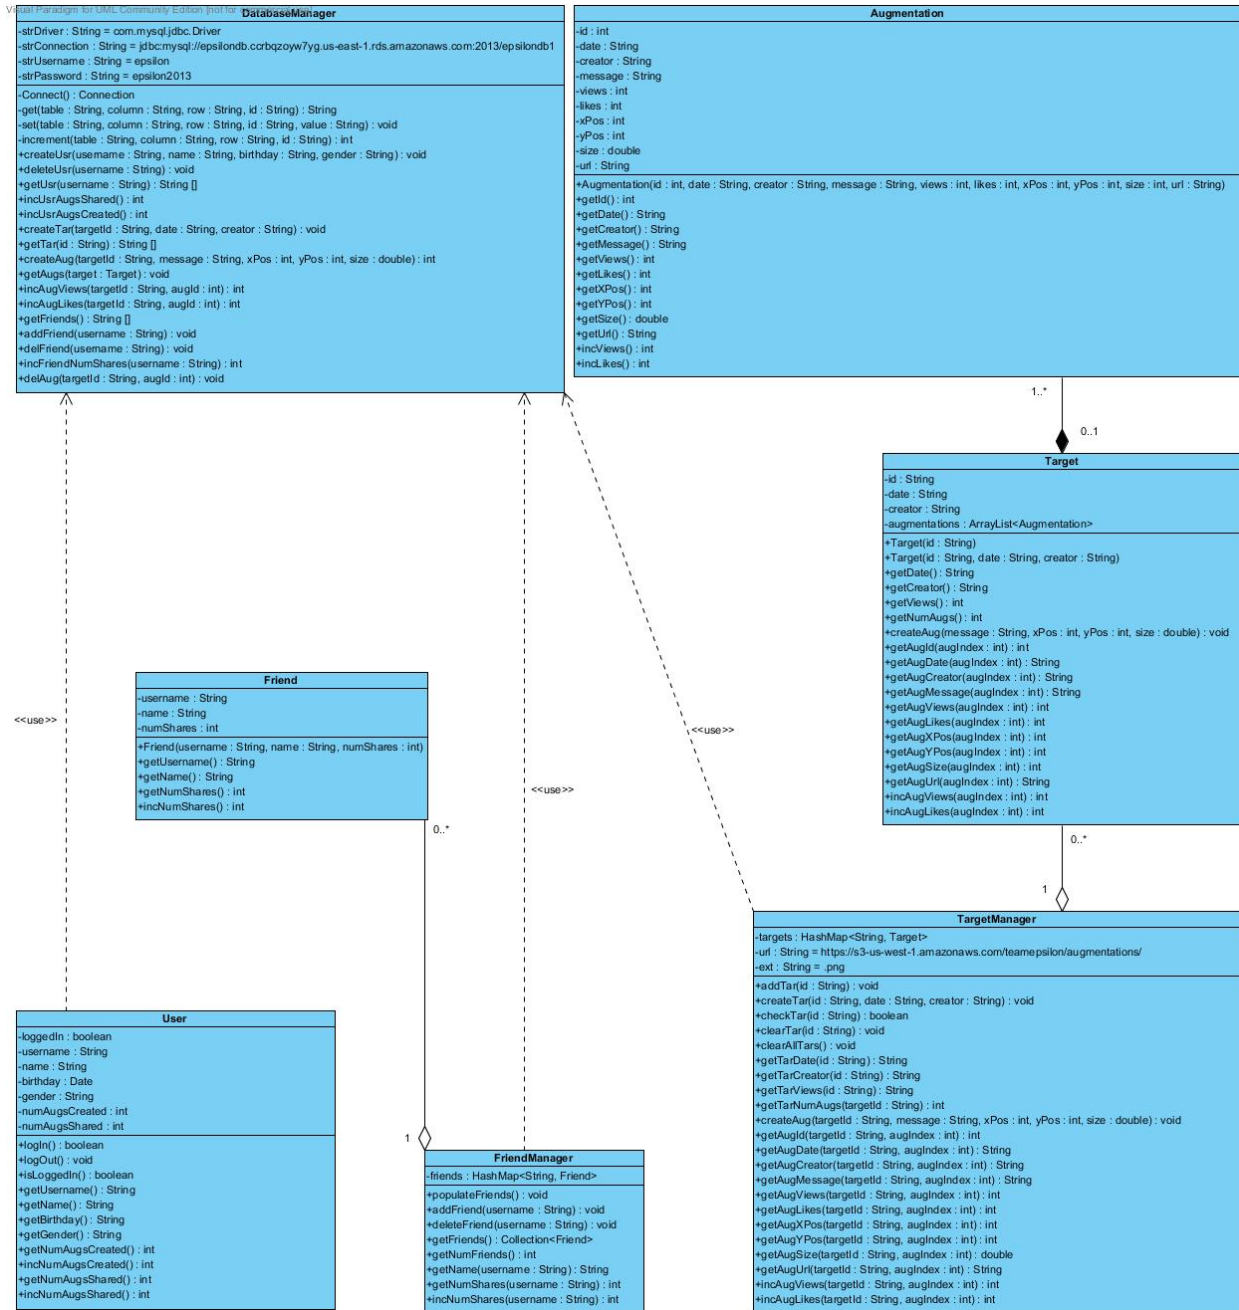 Visual Paradigm for UML Community Edition [not for
DatabaseManager
-strDriver : String = com.mysql.jdbc.Driver
-strConnection : String = jdbc:mysql://epsilondb.ccrbqzoyw7yg.us-east-1.rds.amazonaws.com:2013/epsilondb1
-strUsername : String = epsilon
-strPassword : String = epsilon2013
-Connect() : Connection
-get(table : String, column : String, row : String, id : String) : String
-set(table : String, column : String, row : String, id : String, value : String) : void
-increment(table : String, column : String, row : String, id : String) : int
+createUsr(username : String, name : String, birthday : String, gender : String) : void
+deleteUsr(username : String) : void
+getUsr(username : String) : String []
+incUsrAugsShared() : int
+incUsrAugsCreated() : int
+createTar(targetId : String, date : String, creator : String) : void
+getTar(id : String) : String []
+createAug(targetId : String, message : String, xPos : int, yPos : int, size : double) : int
+getAugs(target : Target) : void
+incAugViews(targetId : String, augId : int) : int
+incAugLikes(targetId : String, augId : int) : int
+getFriends() : String []
+addFriend(username : String) : void
+delFriend(username : String) : void
+incFriendNumShares(username : String) : int
+delAug(targetId : String, augId : int) : void
Augmentation
-id : int
-date : String
-creator : String
-message : String
-views : int
-likes : int
-xPos : int
-yPos : int
-size : double
-url : String
+Augmentation(id : int, date : String, creator : String, message : String, views : int, likes : int, xPos : int, yPos : int, size : int, url : String)
+getId() : int
+getDate() : String
+getCreator() : String
+getMessage() : String
+getViews() : int
+getLikes() : int
+getXPos() : int
+getYPos() : int
+getSize() : double
+getUrl() : String
+incViews() : int
+incLikes() : int
1..*
0..1
Target
-id : String
-date : String
-creator : String
-augmentations : ArrayList<Augmentation>
+Target(id : String)
+Target(id : String, date : String, creator : String)
+getDate() : String
+getCreator() : String
+getViews() : int
+getNumAugs() : int
+createAug(message : String, xPos : int, yPos : int, size : double) : void
+getAugId(augIndex : int) : int
+getAugDate(augIndex : int) : String
+getAugCreator(augIndex : int) : String
+getAugMessage(augIndex : int) : String
+getAugViews(augIndex : int) : int
+getAugLikes(augIndex : int) : int
+getAugXPos(augIndex : int) : int
+getAugYPos(augIndex : int) : int
+getAugSize(augIndex : int) : int
+getAugUrl(augIndex : int) : String
+incAugViews(augIndex : int) : int
+incAugLikes(augIndex : int) : int
Friend
-username : String
-name : String
-numShares : int
+Friend(username : String, name : String, numShares : int)
+getUsername() : String
+getName() : String
+getNumShares() : int
+incNumShares() : int
<<use>>
<<use>>
<<use>>
0..*
0..*
1
1
TargetManager
-targets : HashMap<String, Target>
-url : String = https://s3-us-west-1.amazonaws.com/teamepsilon/augmentations/
-ext : String = .png
+addTar(id : String) : void
+createTar(id : String, date : String, creator : String) : void
+checkTar(id : String) : boolean
+clearTar(id : String) : void
+clearAllTars() : void
+getTarDate(id : String) : String
+getTarCreator(id : String) : String
+getTarViews(id : String) : String
+getTarNumAugs(targetId : String) : int
+createAug(targetId : String, message : String, xPos : int, yPos : int, size : double) : void
+getAugId(targetId : String, augIndex : int) : int
+getAugDate(targetId : String, augIndex : int) : String
+getAugCreator(targetId : String, augIndex : int) : String
+getAugMessage(targetId : String, augIndex : int) : String
+getAugViews(targetId : String, augIndex : int) : int
+getAugLikes(targetId : String, augIndex : int) : int
+getAugXPos(targetId : String, augIndex : int) : int
+getAugYPos(targetId : String, augIndex : int) : int
+getAugSize(targetId : String, augIndex : int) : double
+getAugUrl(targetId : String, augIndex : int) : String
+incAugViews(targetId : String, augIndex : int) : int
+incAugLikes(targetId : String, augIndex : int) : int
User
-loggedIn : boolean
-username : String
-name : String
-birthday : Date
-gender : String
-numAugsCreated : int
-numAugsShared : int
+logIn() : boolean
+logOut() : void
+isLoggedIn() : boolean
+getUsername() : String
+getName() : String
+getBirthday() : String
+getGender() : String
+getNumAugsCreated() : int
+incNumAugsCreated() : int
+getNumAugsShared() : int
+incNumAugsShared() : int
FriendManager
-friends : HashMap<String, Friend>
+populateFriends() : void
+addFriend(username : String) : void
+deleteFriend(username : String) : void
+getFriends() : Collection<Friend>
+getNumFriends() : int
+getName(username : String) : String
+getNumShares(username : String) : int
+incNumShares(username : String) : int